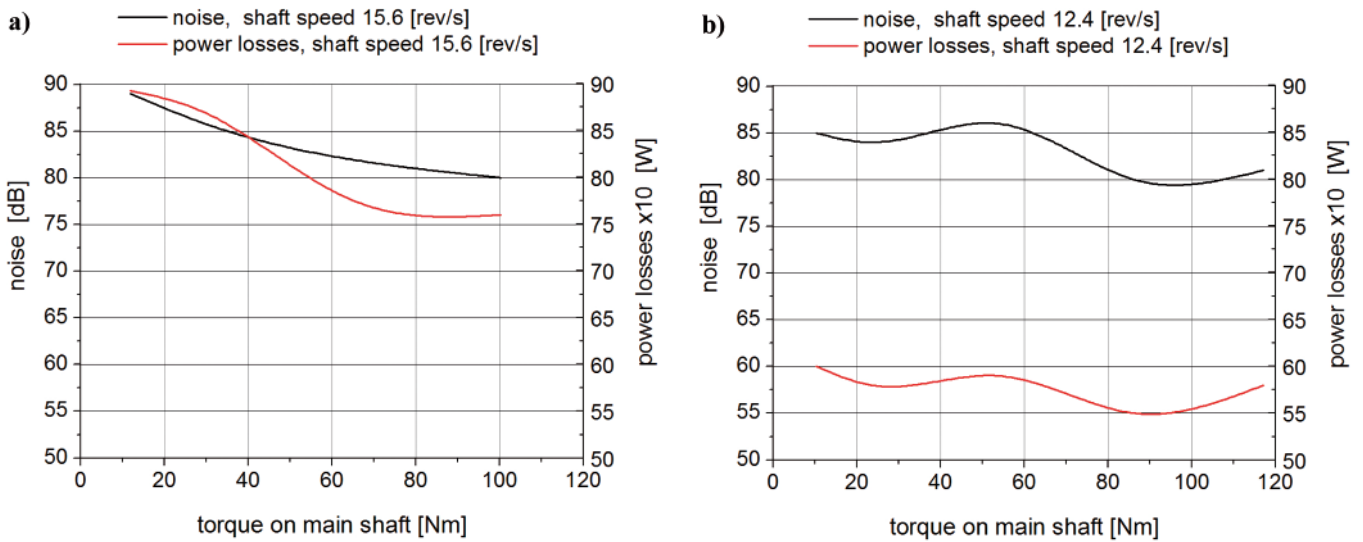 a)
noise, shaft speed 15.6 [rev/s]
power losses, shaft speed 15.6 [rev/s]
90
85
80
75
70
65
60
55
50
noise [dB]
90
85
80
75
70
65
60
55
50
power losses x10 [W]
0 20 40 60 80 100 120
torque on main shaft [Nm]
b)
noise, shaft speed 12.4 [rev/s]
power losses, shaft speed 12.4 [rev/s]
90
85
80
75
70
65
60
55
50
noise [dB]
90
85
80
75
70
65
60
55
50
power losses x10 [W]
0 20 40 60 80 100 120
torque on main shaft [Nm]